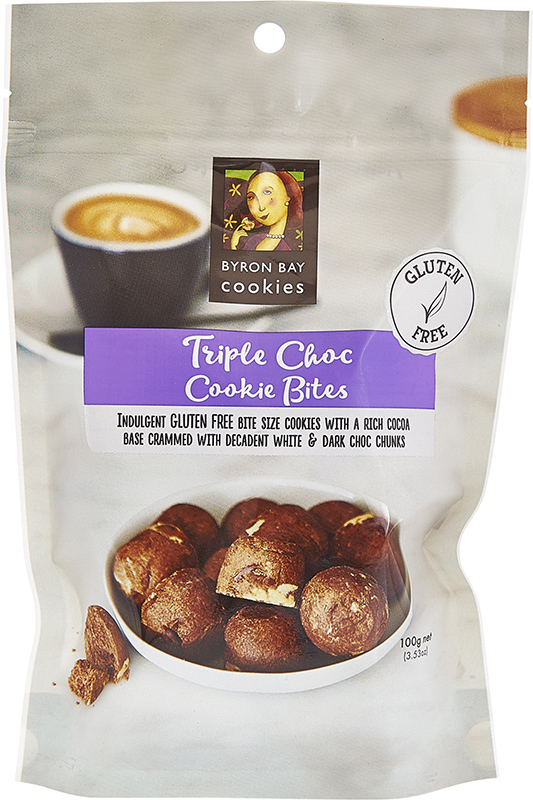 BYRON BAY
cookies
GLUTEN
FREE
Triple Choc
Cookie Bites
INDULGENT GLUTEN FREE BITE SIZE COOKIES WITH A RICH COCOA
BASE CRAMMED WITH DECADENT WHITE & DARK CHOC CHUNKS
100g net
(3.53oz)